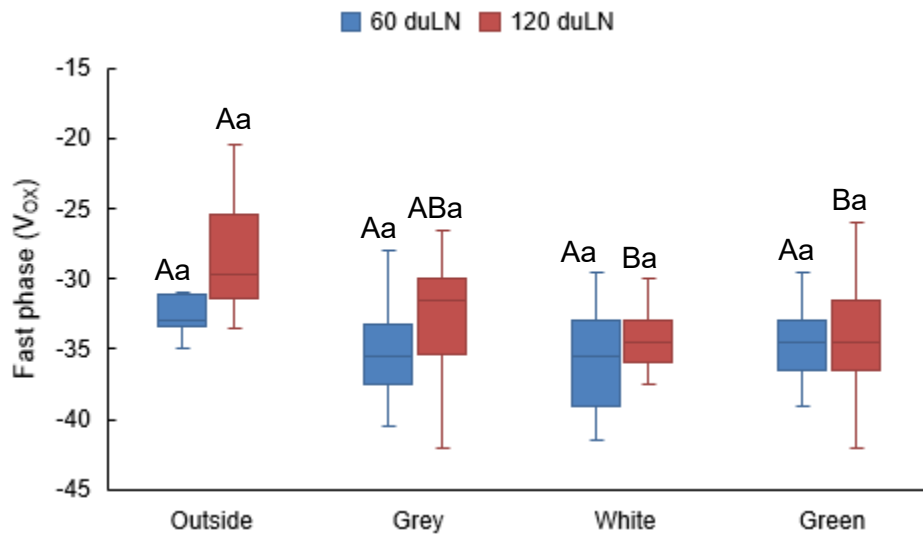 60 duLN 120 duLN
-15
-20
-25
-30
-35
-40
-45
Fast phase (VOX)
Aa
Aa
Aa
ABa
Aa
Ba
Aa
Ba
Outside Grey White Green